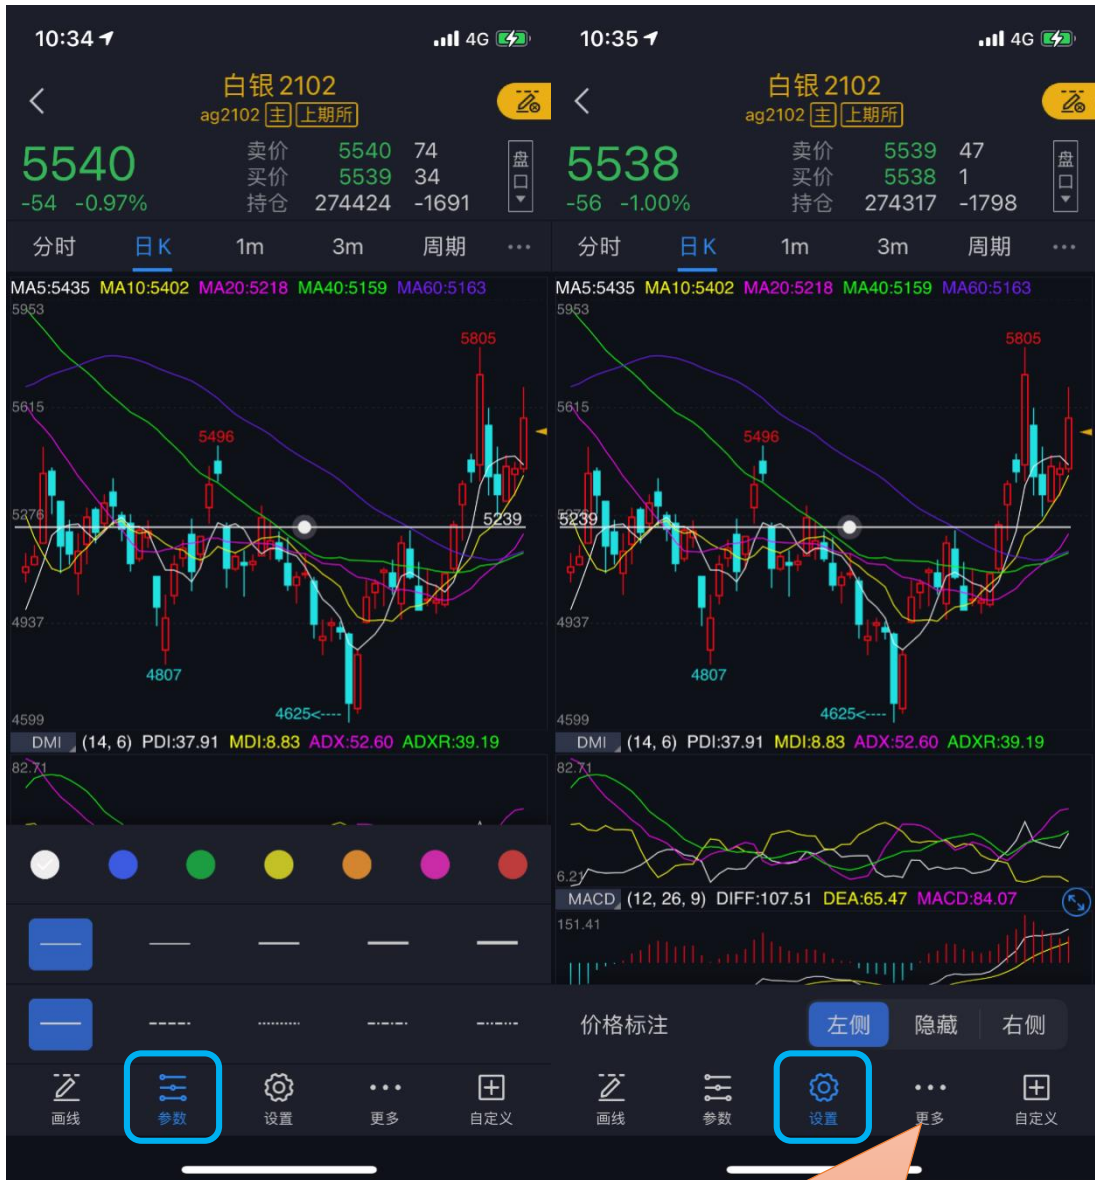 10:34
4G
白银2102
ag2102 主 上期所
5540
-54 -0.97%
卖价 5540 74
买价 5539 34
持仓 274424 -1691
盘口
分时 日K 1m 3m 周期
MA5:5435 MA10:5402 MA20:5218 MA40:5159 MA60:5163
5953
5805
5615
5496
5276
5239
4937
4807
4625<----
4599
DMI (14, 6) PDI:37.91 MDI:8.83 ADX:52.60 ADXR:39.19
82.71
画线 参数 设置 更多 自定义
10:35
4G
白银2102
ag2102 主 上期所
5538
-56 -1.00%
卖价 5539 47
买价 5538 1
持仓 274317 -1798
盘口
分时 日K 1m 3m 周期
MA5:5435 MA10:5402 MA20:5218 MA40:5159 MA60:5163
5953
5805
5615
5496
5239
4937
4807
4625<----
4599
DMI (14, 6) PDI:37.91 MDI:8.83 ADX:52.60 ADXR:39.19
82.71
6.21
MACD (12, 26, 9) DIFF:107.51 DEA:65.47 MACD:84.07
151.41
价格标注 左侧 隐藏 右侧
画线 参数 设置 更多 自定义